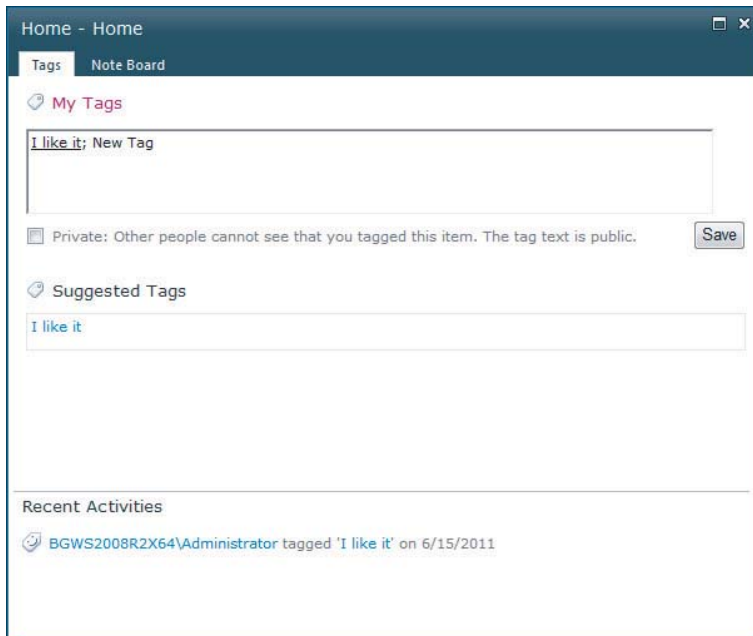 Home - Home
Tags Note Board
My Tags
I like it; New Tag
Private: Other people cannot see that you tagged this item. The tag text is public. Save
Suggested Tags
I like it
Recent Activities
BGWS2008R2X64\Administrator tagged 'I like it' on 6/15/2011